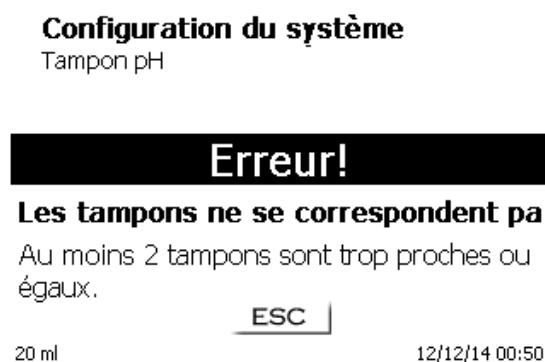 Configuration du système
Tampon pH
Erreur!
Les tampons ne se correspondent pa
Au moins 2 tampons sont trop proches ou
égaux.
ESC
20 ml 12/12/14 00:50